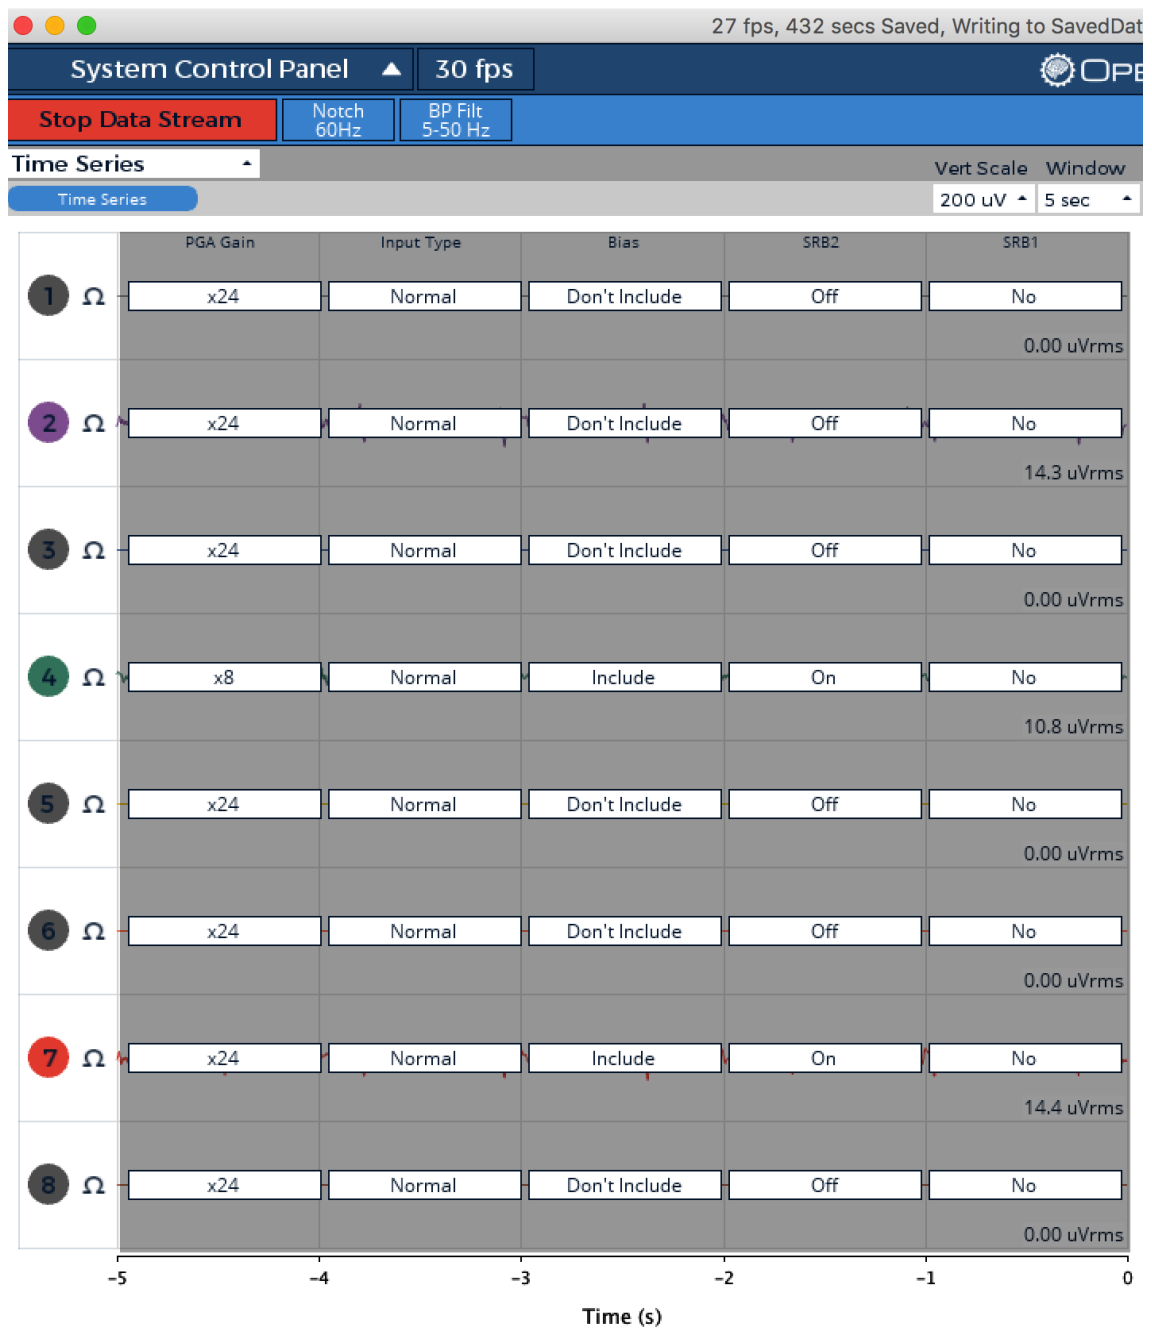 27 fps, 432 secs Saved, Writing to SavedDat
System Control Panel 30 fps OPE
Stop Data Stream Notch 60Hz BP Filt 5-50 Hz
Time Series Vert Scale Window
Time Series 200 uV 5 sec
PGA Gain Input Type Bias SRB2 SRB1
1 Ω x24 Normal Don't Include Off No
0.00 uVrms
2 Ω x24 Normal Don't Include Off No
14.3 uVrms
3 Ω x24 Normal Don't Include Off No
0.00 uVrms
4 Ω x8 Normal Include On No
10.8 uVrms
5 Ω x24 Normal Don't Include Off No
0.00 uVrms
6 Ω x24 Normal Don't Include Off No
0.00 uVrms
7 Ω x24 Normal Include On No
14.4 uVrms
8 Ω x24 Normal Don't Include Off No
0.00 uVrms
-5 -4 -3 -2 -1 0
Time (s)